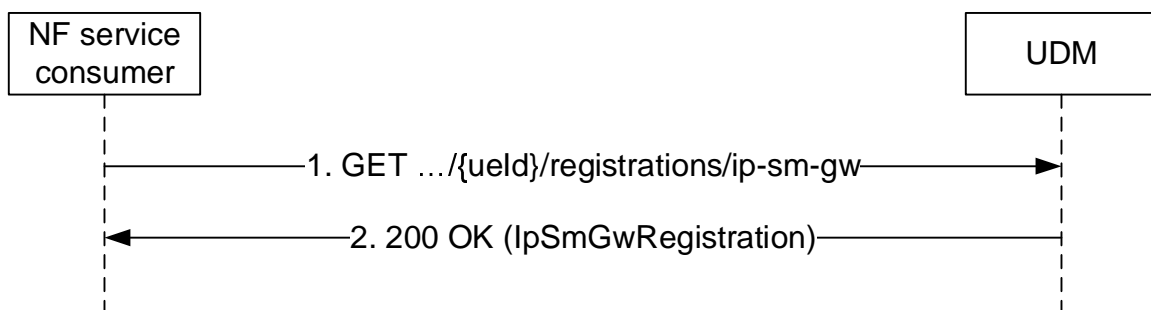 NF service
consumer
UDM
1. GET …/{ueId}/registrations/ip-sm-gw
2. 200 OK (IpSmGwRegistration)